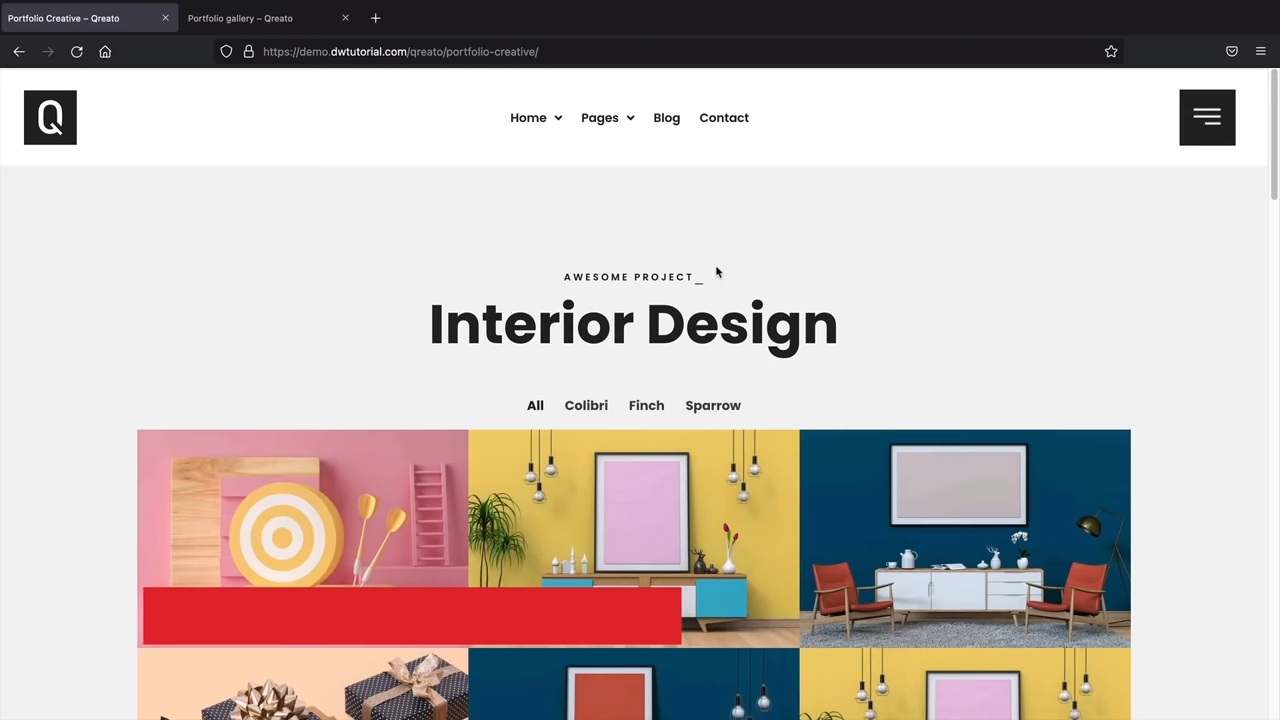 Portfolio Creative – Qreato
Portfolio gallery – Qreato
https://demo.dwtutorial.com/qreato/portfolio-creative/
Q
Home Pages Blog Contact
AWESOME PROJECT_
Interior Design
All Colibri Finch Sparrow